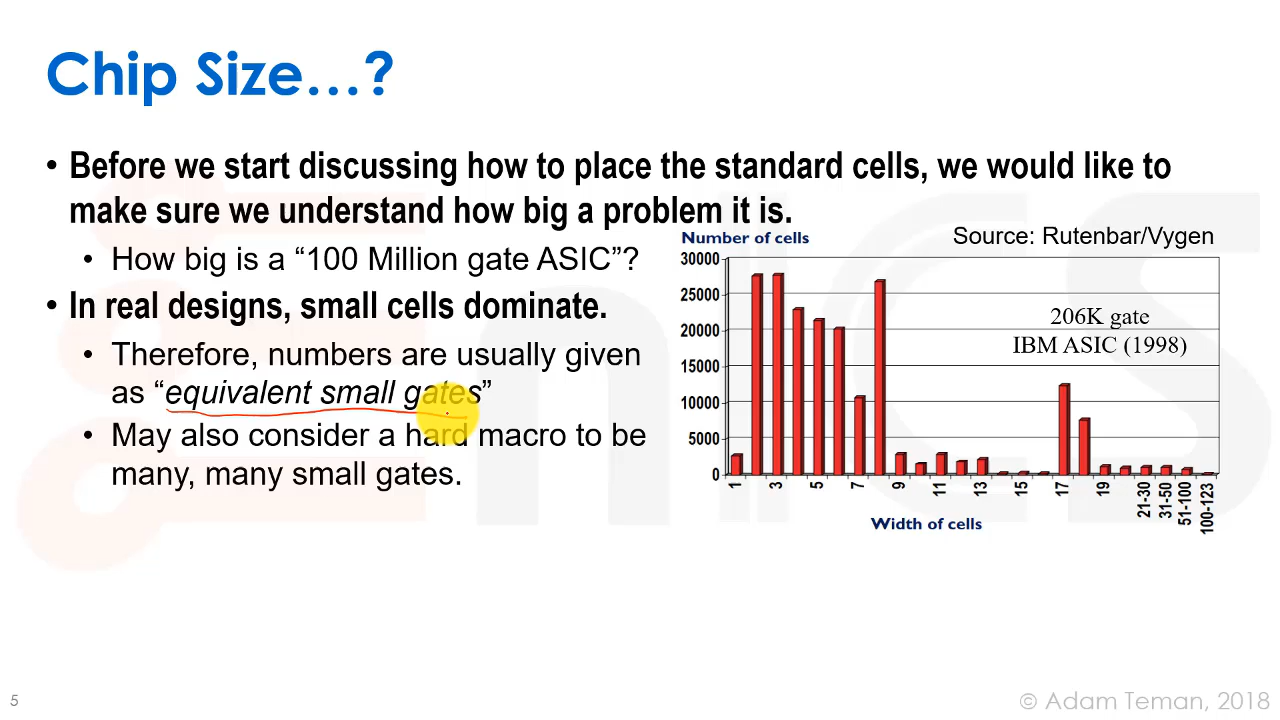 Chip Size…?
• Before we start discussing how to place the standard cells, we would like to
make sure we understand how big a problem it is.
• How big is a “100 Million gate ASIC”?
• In real designs, small cells dominate.
• Therefore, numbers are usually given
as “equivalent small gates”
• May also consider a hard macro to be
many, many small gates.
Number of cells
Source: Rutenbar/Vygen
30000
25000
20000
15000
10000
5000
0
206K gate
IBM ASIC (1998)
1 3 5 7 9 11 13 15 17 19 21-30 31-50 51-100 100-123
Width of cells
5
© Adam Teman, 2018